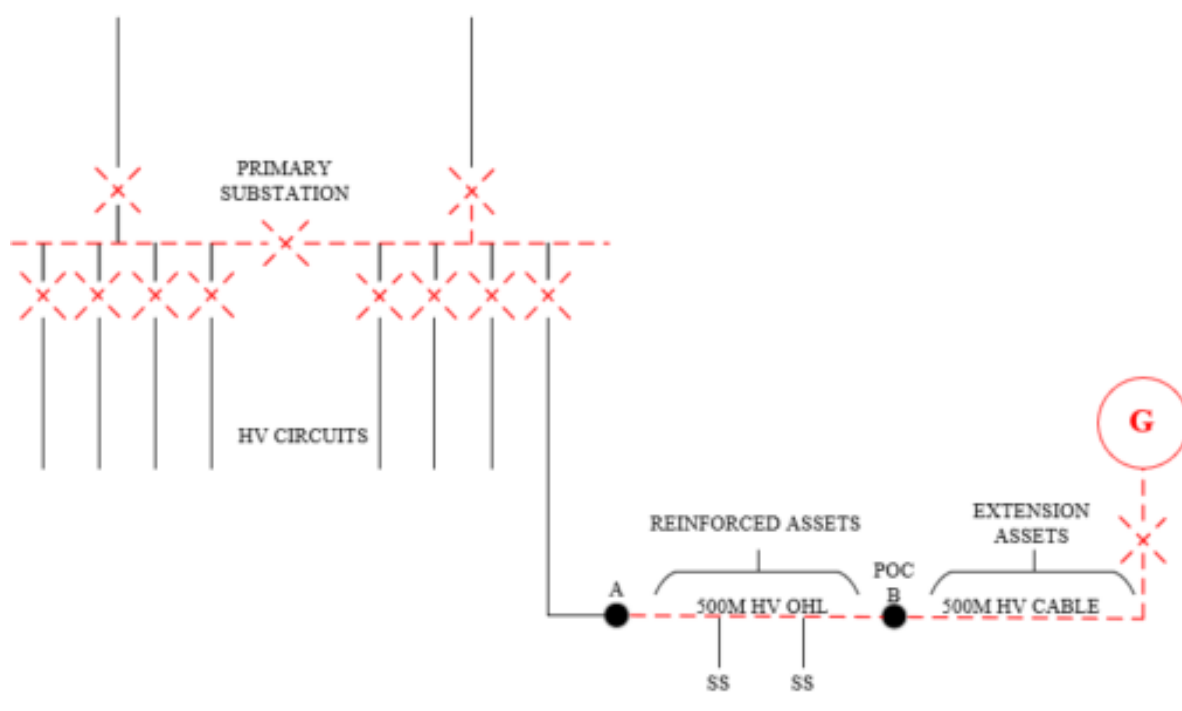 PRIMARY
SUBSTATION
HV CIRCUITS
G
REINFORCED ASSETS
EXTENSION
ASSETS
A
500M HV OHL
POC
B
500M HV CABLE
SS
SS